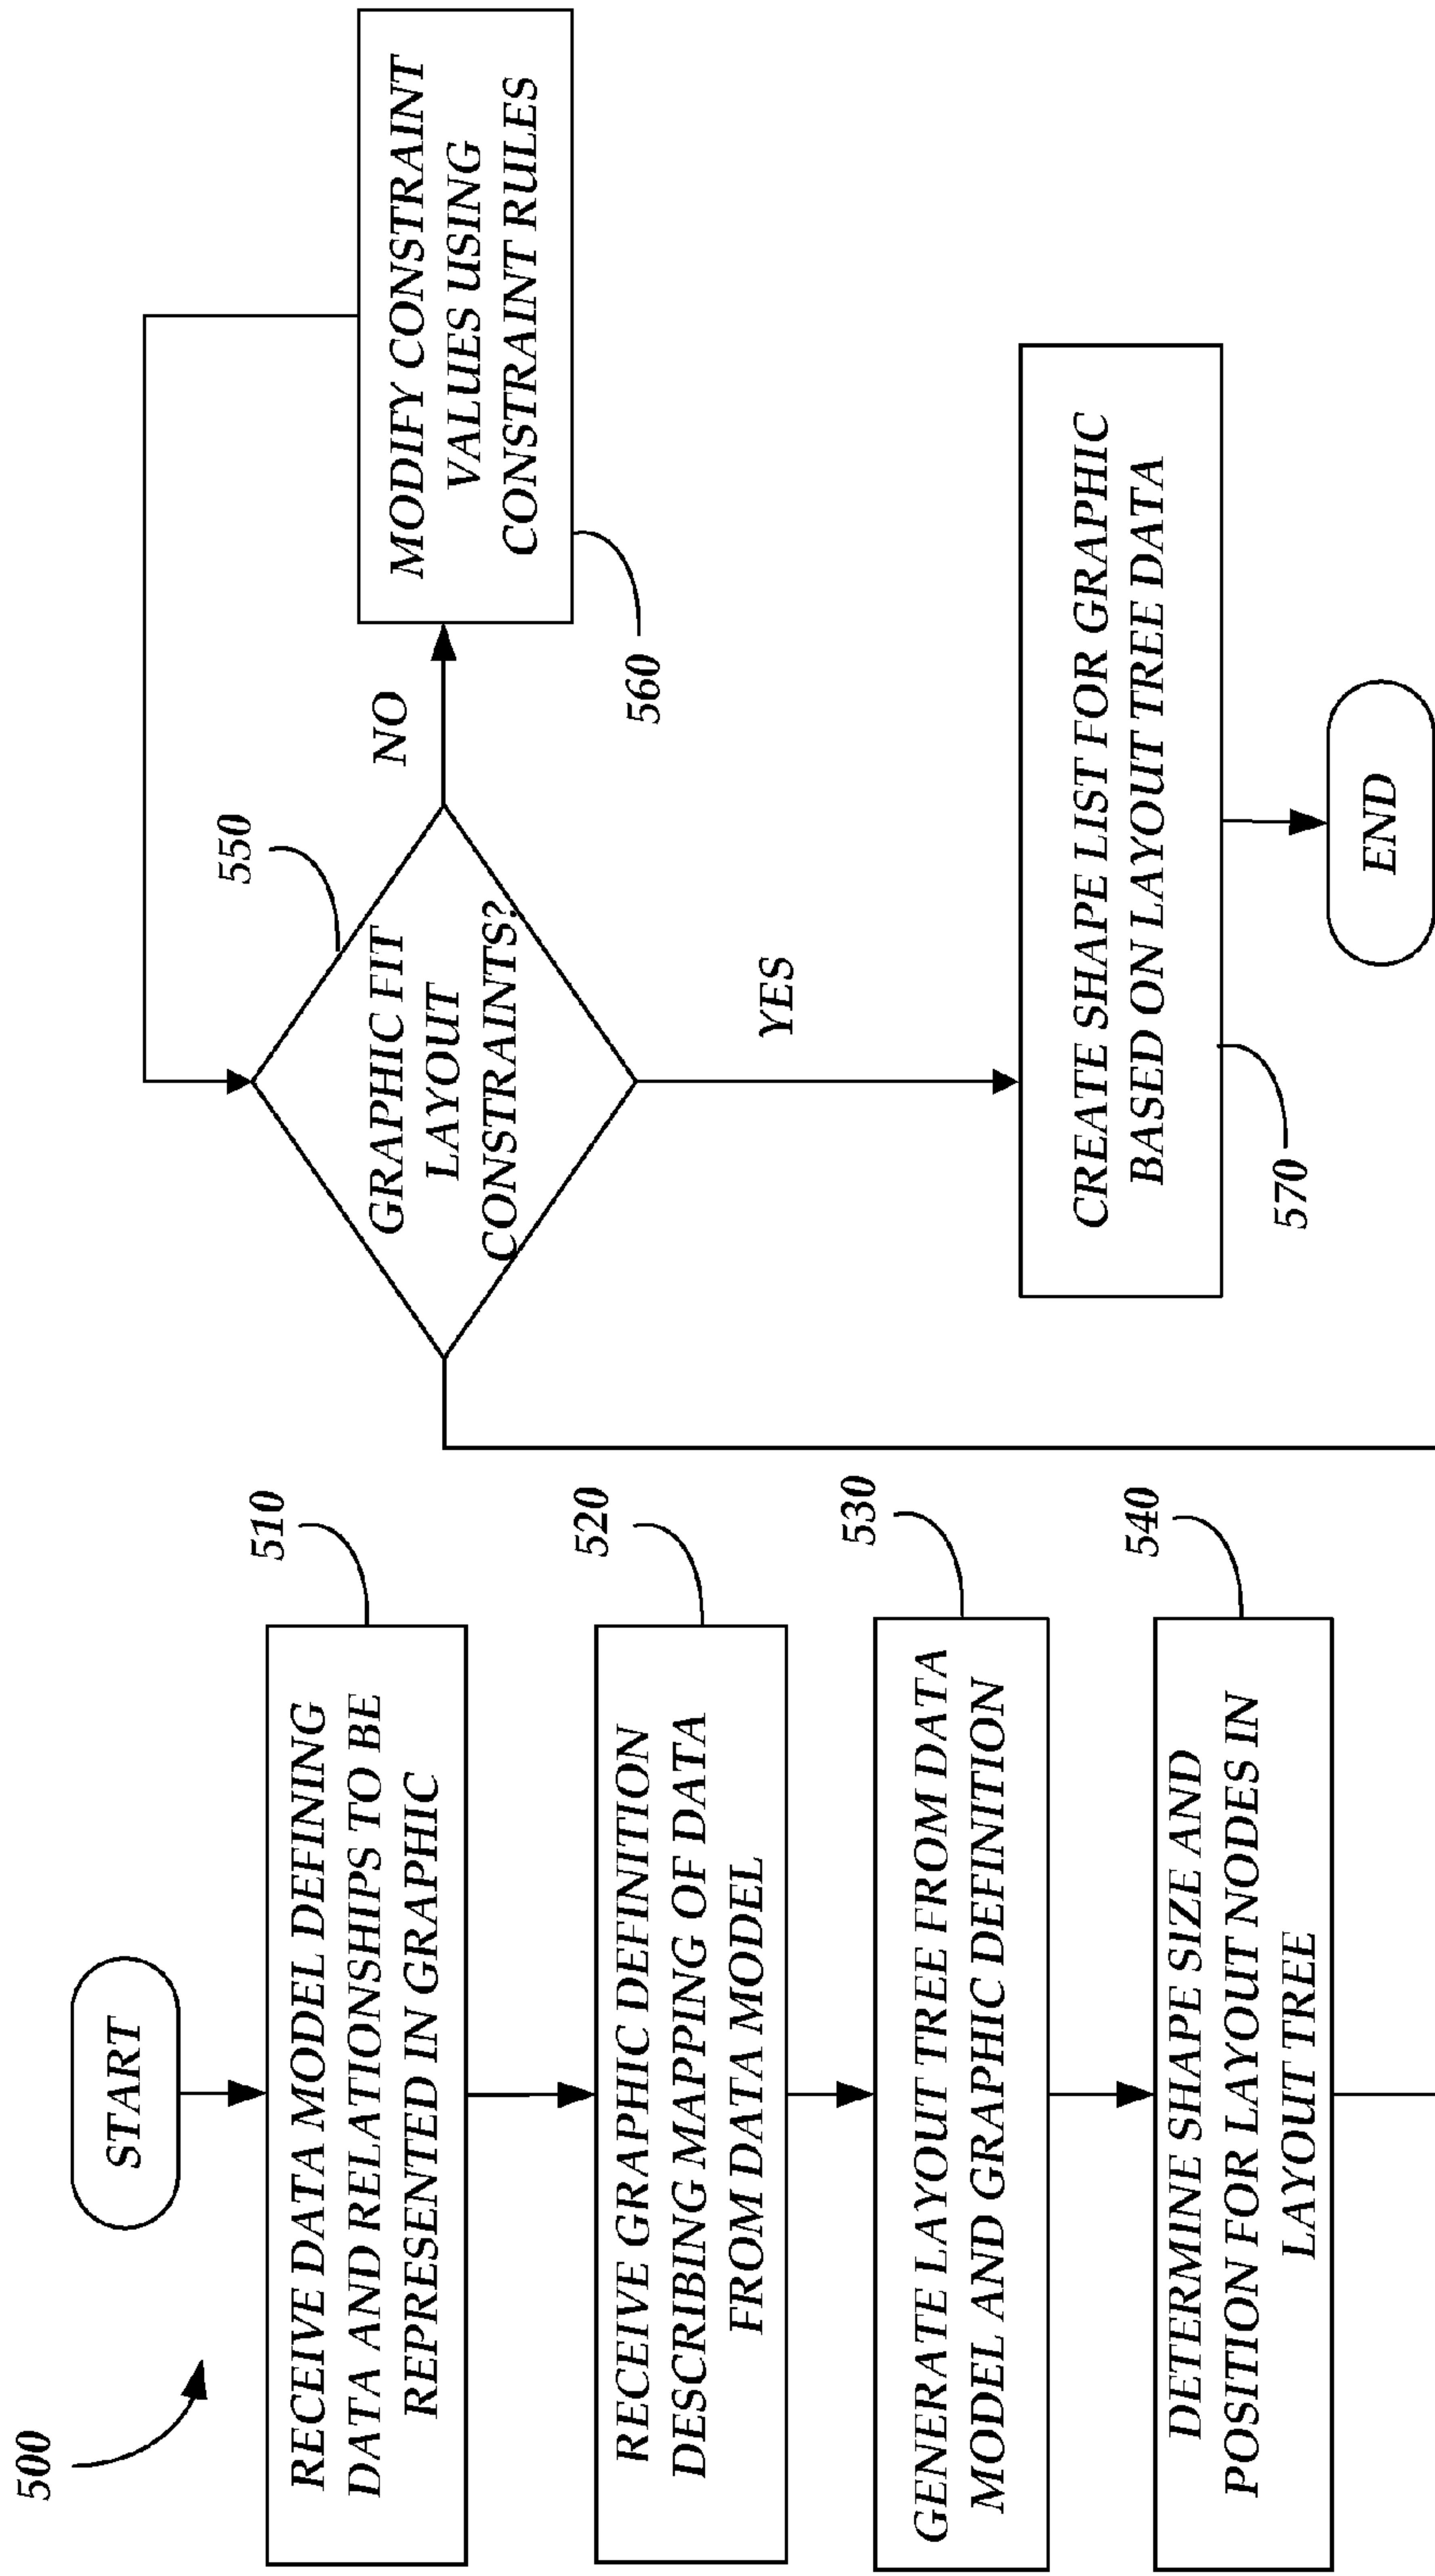 500
START
RECEIVE DATA MODEL DEFINING
DATA AND RELATIONSHIPS TO BE
REPRESENTED IN GRAPHIC
510
RECEIVE GRAPHIC DEFINITION
DESCRIBING MAPPING OF DATA
FROM DATA MODEL
520
GENERATE LAYOUT TREE FROM DATA
MODEL AND GRAPHIC DEFINITION
530
DETERMINE SHAPE SIZE AND
POSITION FOR LAYOUT NODES IN
LAYOUT TREE
540
GRAPHIC FIT
LAYOUT
CONSTRAINTS?
550
NO
MODIFY CONSTRAINT
VALUES USING
CONSTRAINT RULES
560
YES
CREATE SHAPE LIST FOR GRAPHIC
BASED ON LAYOUT TREE DATA
570
END